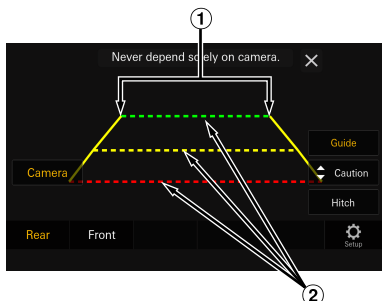 1
Never depend solely on camera.
Guide
Camera
Caution
Hitch
Rear
Front
Setup
2